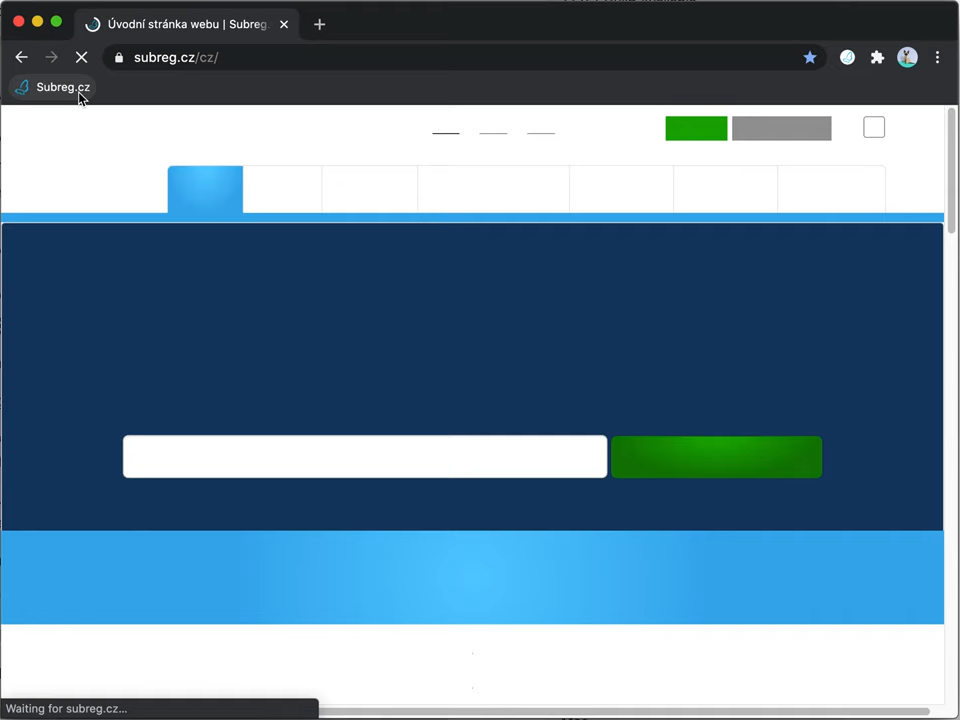 Úvodní stránka webu | Subreg.
subreg.cz/cz/
Subreg.cz
Waiting for subreg.cz...